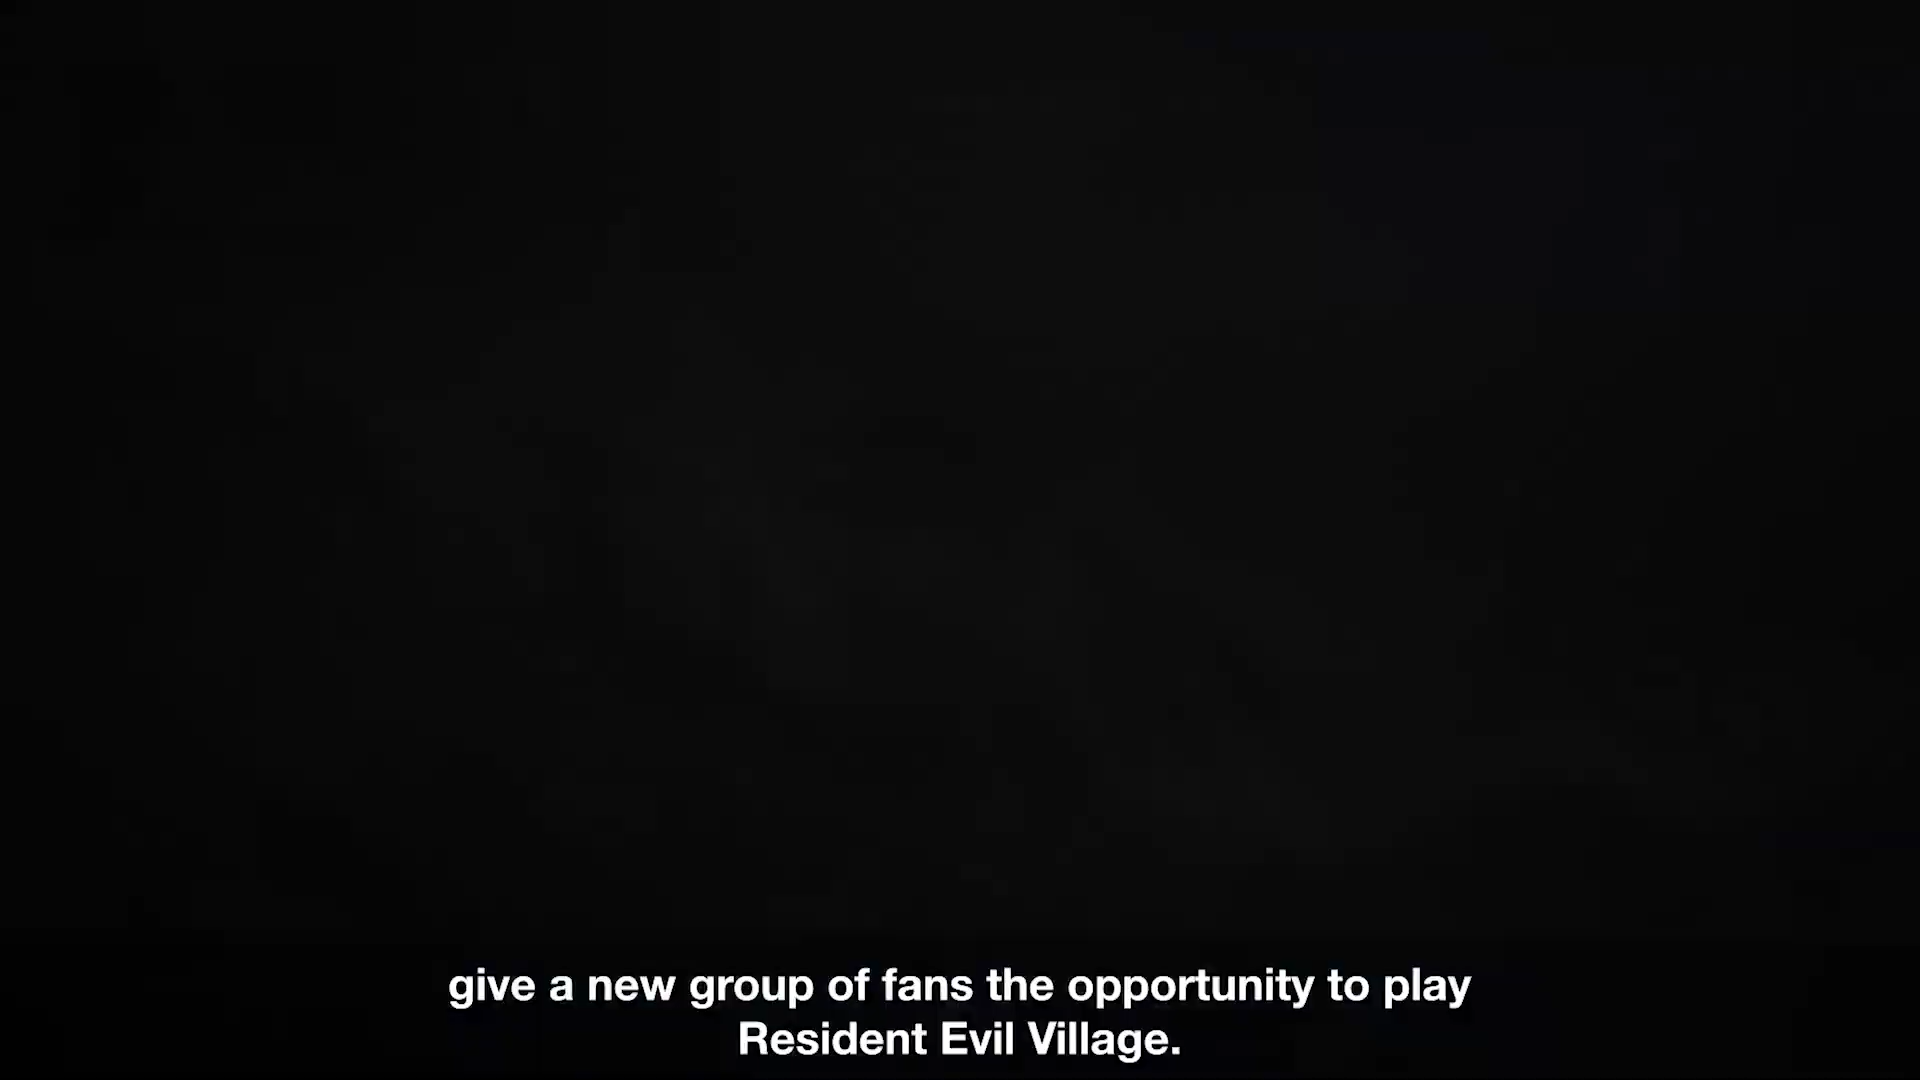 give a new group of fans the opportunity to play
Resident Evil Village.